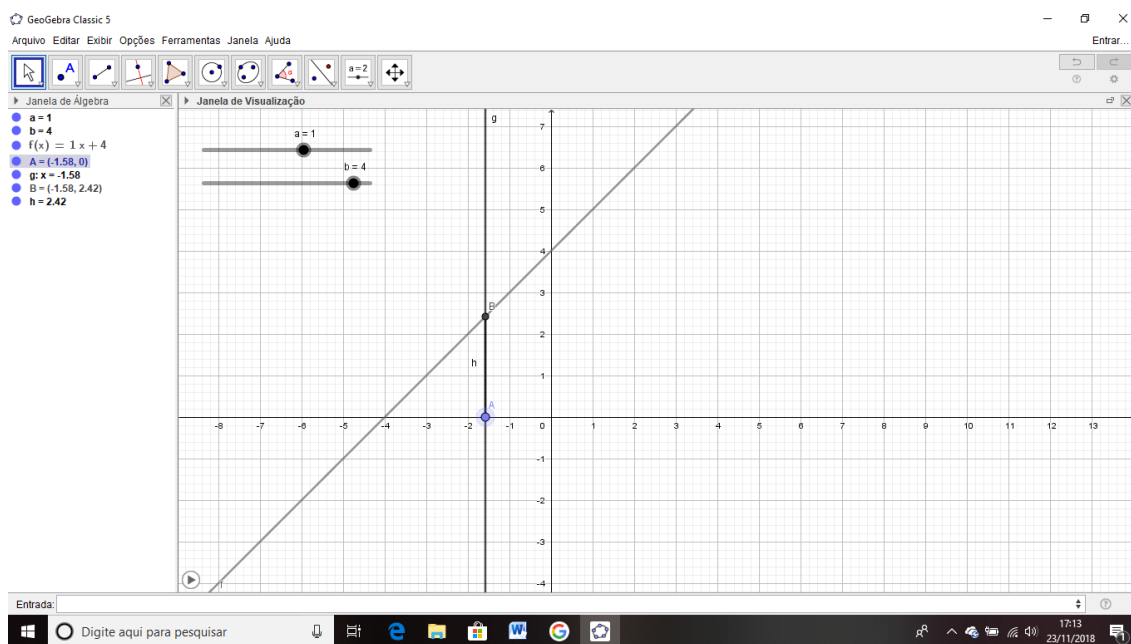 GeoGebra Classic 5
Arquivo Editar Exibir Opções Ferramentas Janela Ajuda
Entrar...
A
α
a=2
Janela de Álgebra
Janela de Visualização
a = 1
b = 4
f(x) = 1 x + 4
A = (-1.58, 0)
g: x = -1.58
B = (-1.58, 2.42)
h = 2.42
g
a = 1
b = 4
7
6
5
4
3
B
2
h
1
A
-8 -7 -6 -5 -4 -3 -2 -1 0 1 2 3 4 5 6 7 8 9 10 11 12 13
-1
-2
-3
-4
f
Entrada:
Digite aqui para pesquisar
17:13
23/11/2018
1